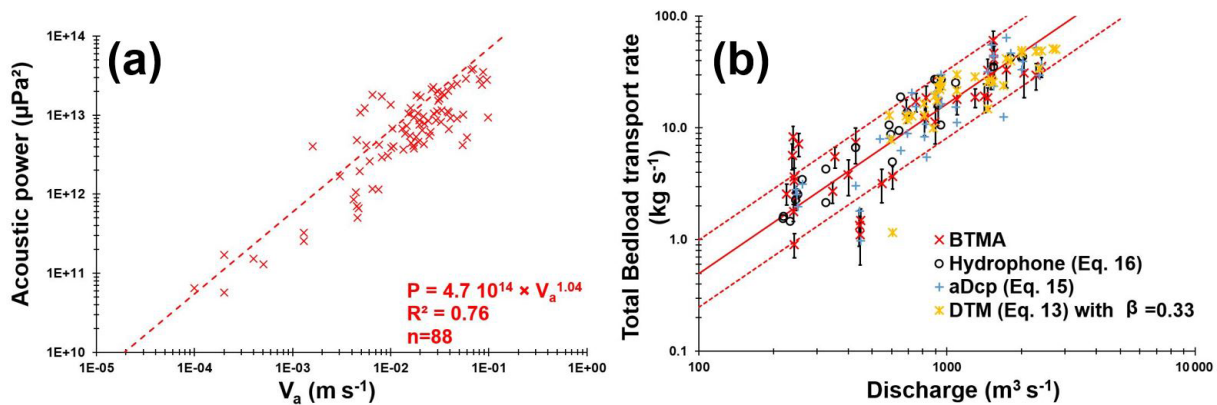 (a)
Acoustic power (µPa²)
1E+14
1E+13
1E+12
1E+11
1E+10
1E-05 1E-04 1E-03 1E-02 1E-01 1E+00
Vₐ (m s⁻¹)
P = 4.7 10¹⁴ × Vₐ¹·⁰⁴
R² = 0.76
n=88
(b)
Total Bedload transport rate
(kg s⁻¹)
100.0
10.0
1.0
0.1
100 1000 10000
Discharge (m³ s⁻¹)
BTMA
Hydrophone (Eq. 16)
aDcp (Eq. 15)
DTM (Eq. 13) with β =0.33